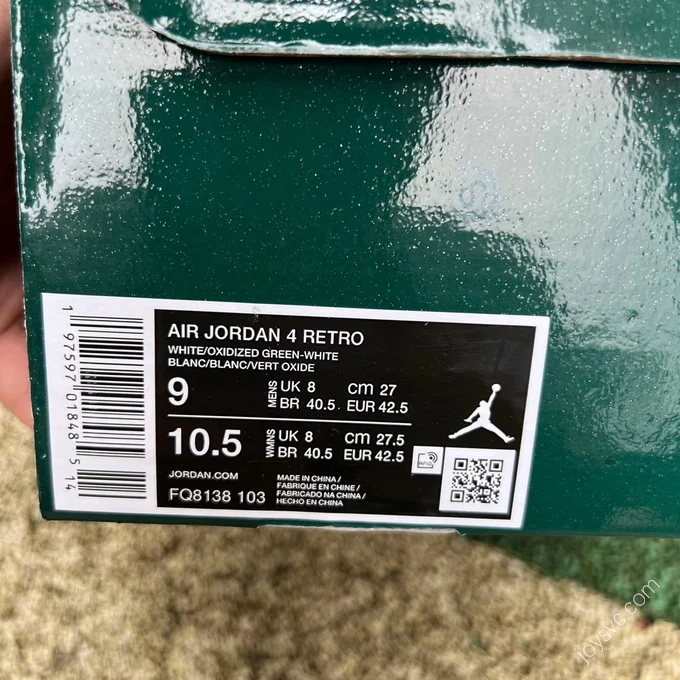 AIR JORDAN 4 RETRO
WHITE/OXIDIZED GREEN-WHITE
BLANC/BLANC/VERT OXIDE
9 MENS UK 8 CM 27
BR 40.5 EUR 42.5
10.5 WMNS UK 8 CM 27.5
BR 40.5 EUR 42.5
JORDAN.COM
FQ8138 103
MADE IN CHINA /
FABRIQUE EN CHINE /
FABRICADO NA CHINA /
HECHO EN CHINA
RFID
1 97597 01848 5 14
joysvc.com